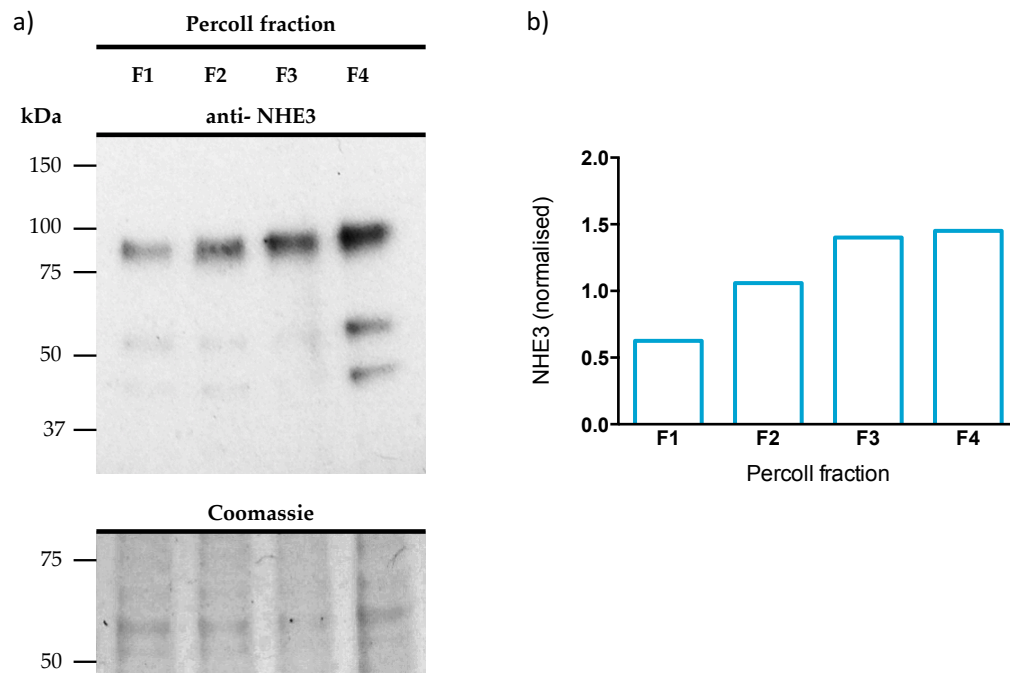 a)
Percoll fraction
F1 F2 F3 F4
kDa
anti- NHE3
150
100
75
50
37
Coomassie
75
50
b)
NHE3 (normalised)
2.0
1.5
1.0
0.5
0.0
F1 F2 F3 F4
Percoll fraction